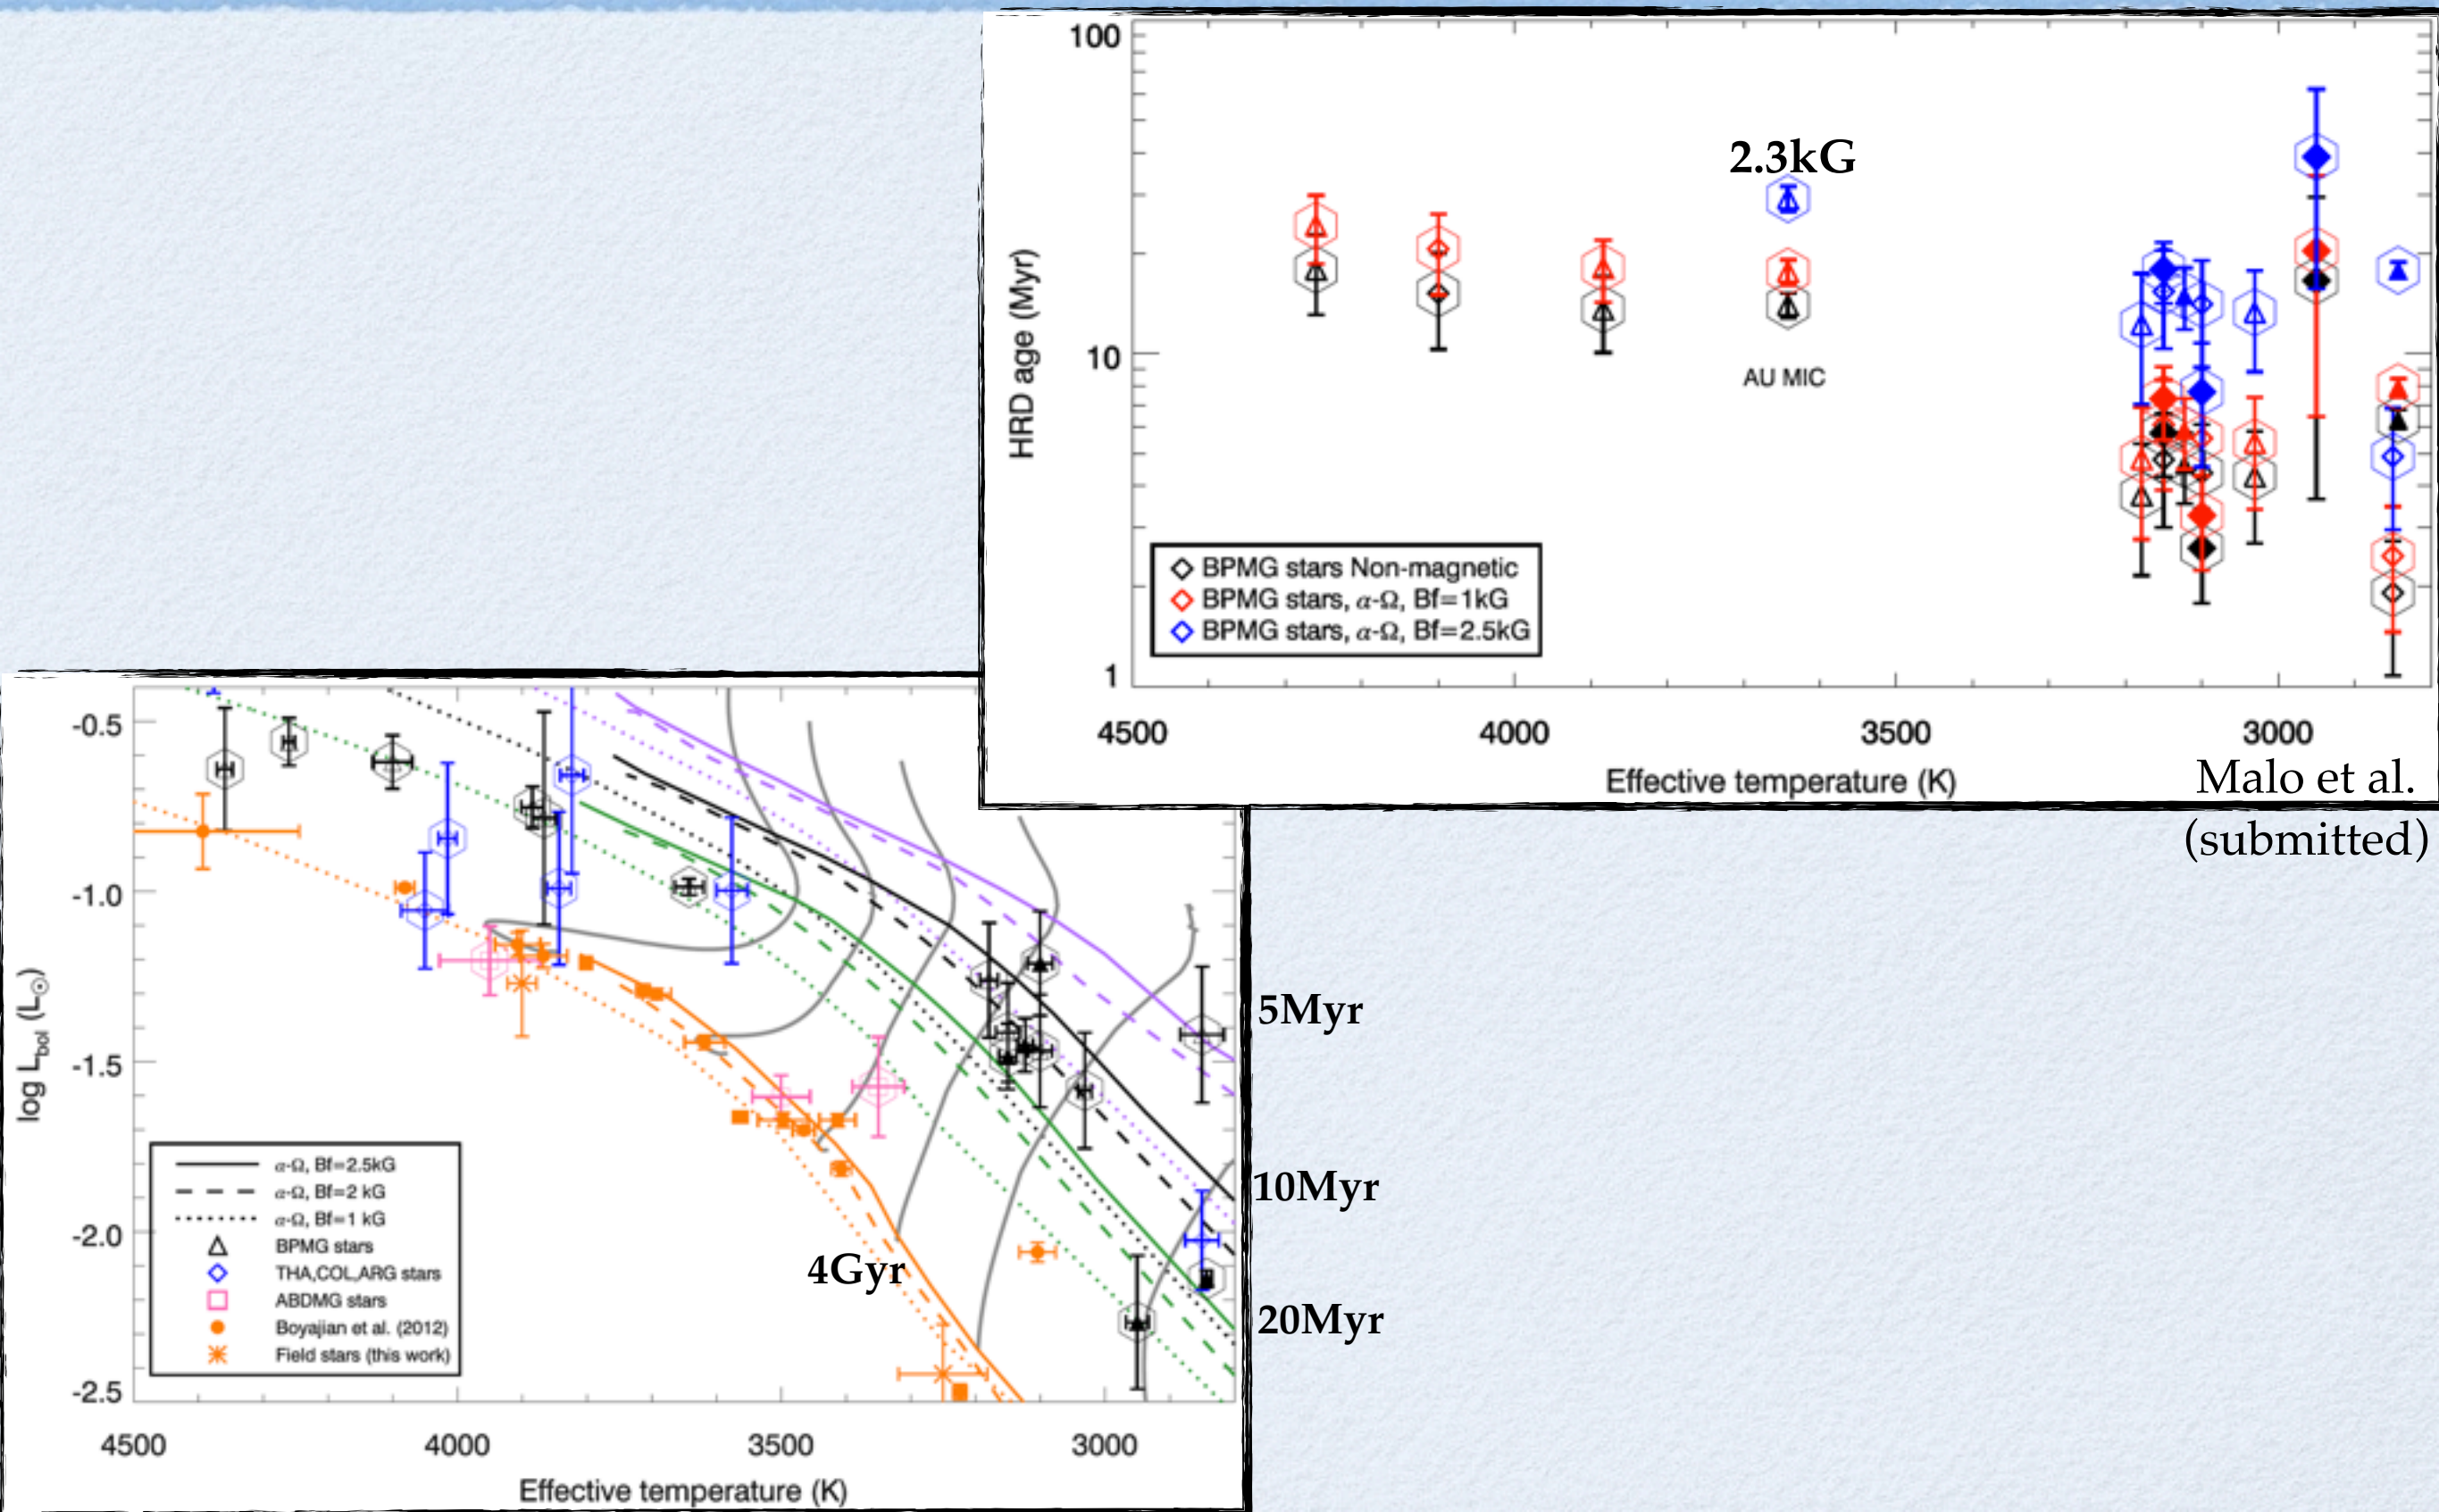 100
10
1
HRD age (Myr)
2.3kG
AU MIC
BPMG stars Non-magnetic
BPMG stars, α-Ω, Bf=1kG
BPMG stars, α-Ω, Bf=2.5kG
4500 4000 3500 3000
Effective temperature (K)
Malo et al.
(submitted)
-0.5
-1.0
-1.5
-2.0
-2.5
log Lbol (L☉)
α-Ω, Bf=2.5kG
α-Ω, Bf=2 kG
α-Ω, Bf=1 kG
BPMG stars
THA,COL,ARG stars
ABDMG stars
Boyajian et al. (2012)
Field stars (this work)
4Gyr
5Myr
10Myr
20Myr
4500 4000 3500 3000
Effective temperature (K)